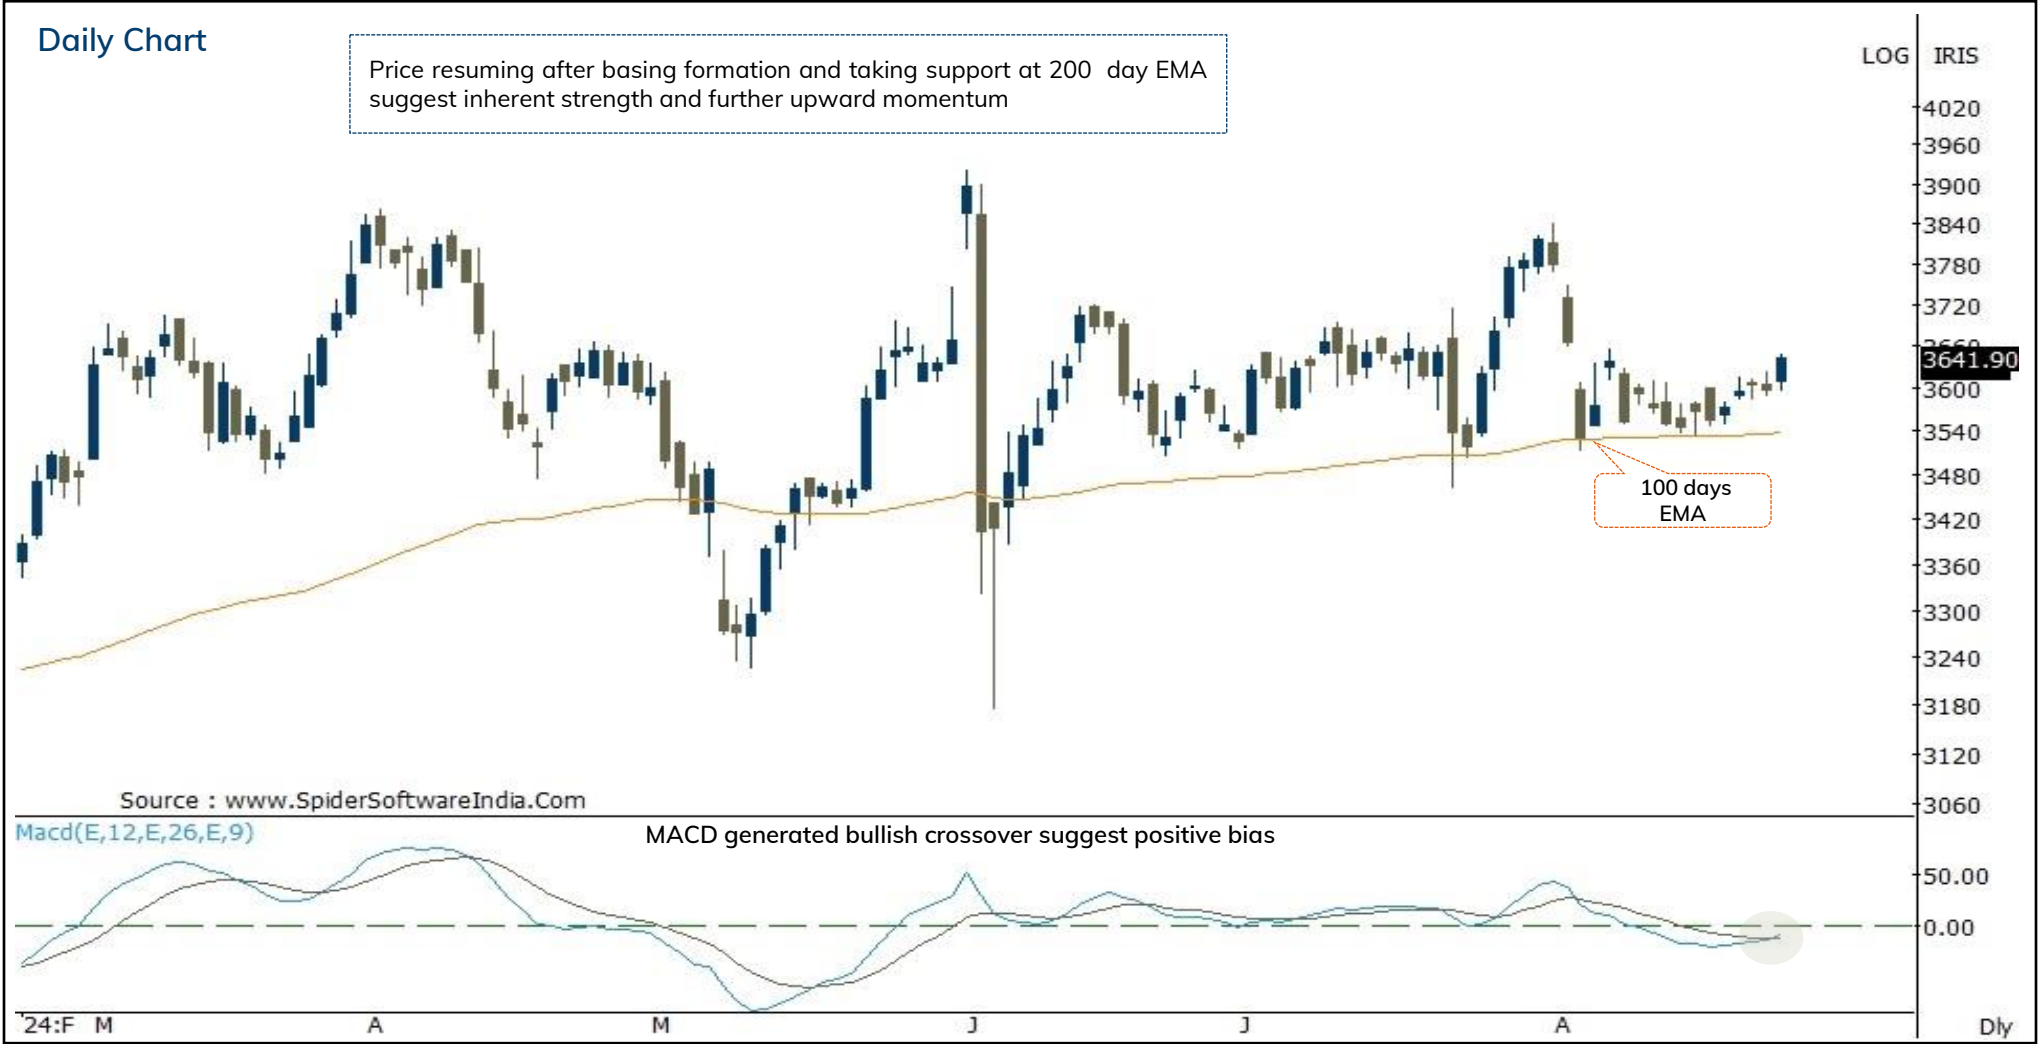 Daily Chart
Price resuming after basing formation and taking support at 200 day EMA
suggest inherent strength and further upward momentum
LOG IRIS
4020
3960
3900
3840
3780
3720
3660
3641.90
3600
3540
3480
3420
3360
3300
3240
3180
3120
3060
100 days
EMA
Source : www.SpiderSoftwareIndia.Com
Macd(E,12,E,26,E,9)
MACD generated bullish crossover suggest positive bias
50.00
0.00
'24:F M A M J J A Dly